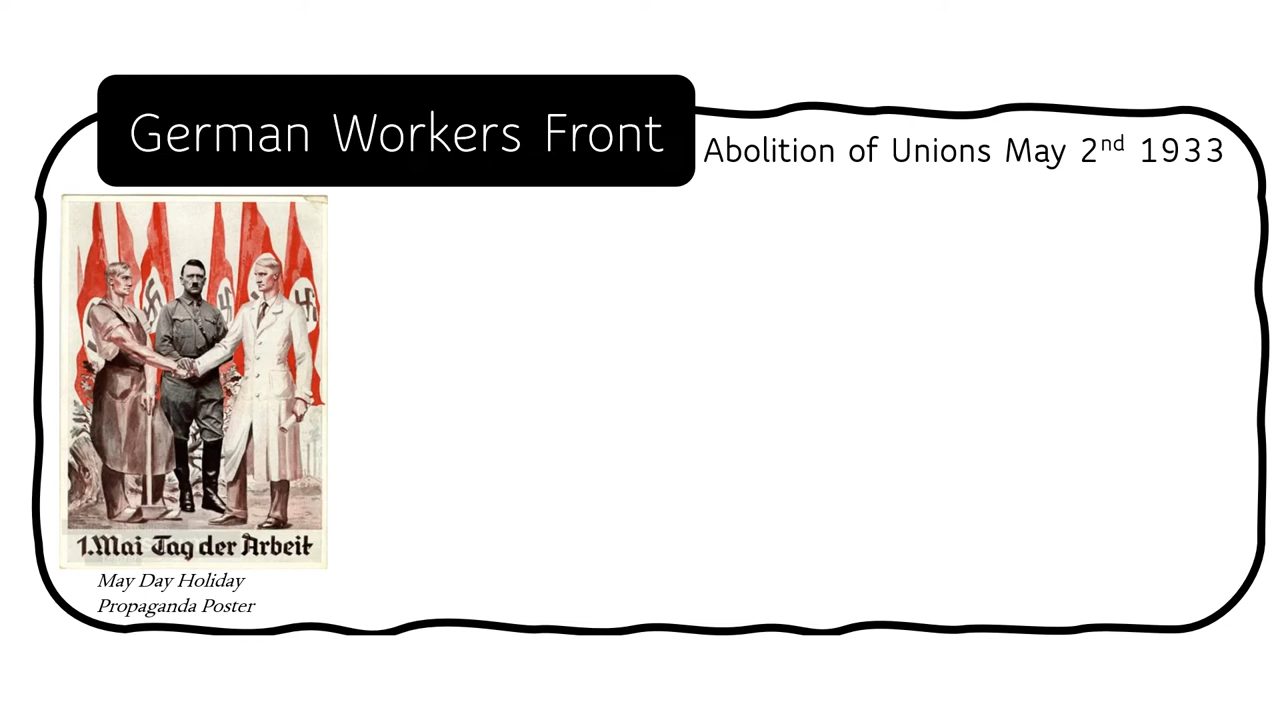 German Workers Front
Abolition of Unions May 2nd 1933
1. Mai Tag der Arbeit
May Day Holiday
Propaganda Poster